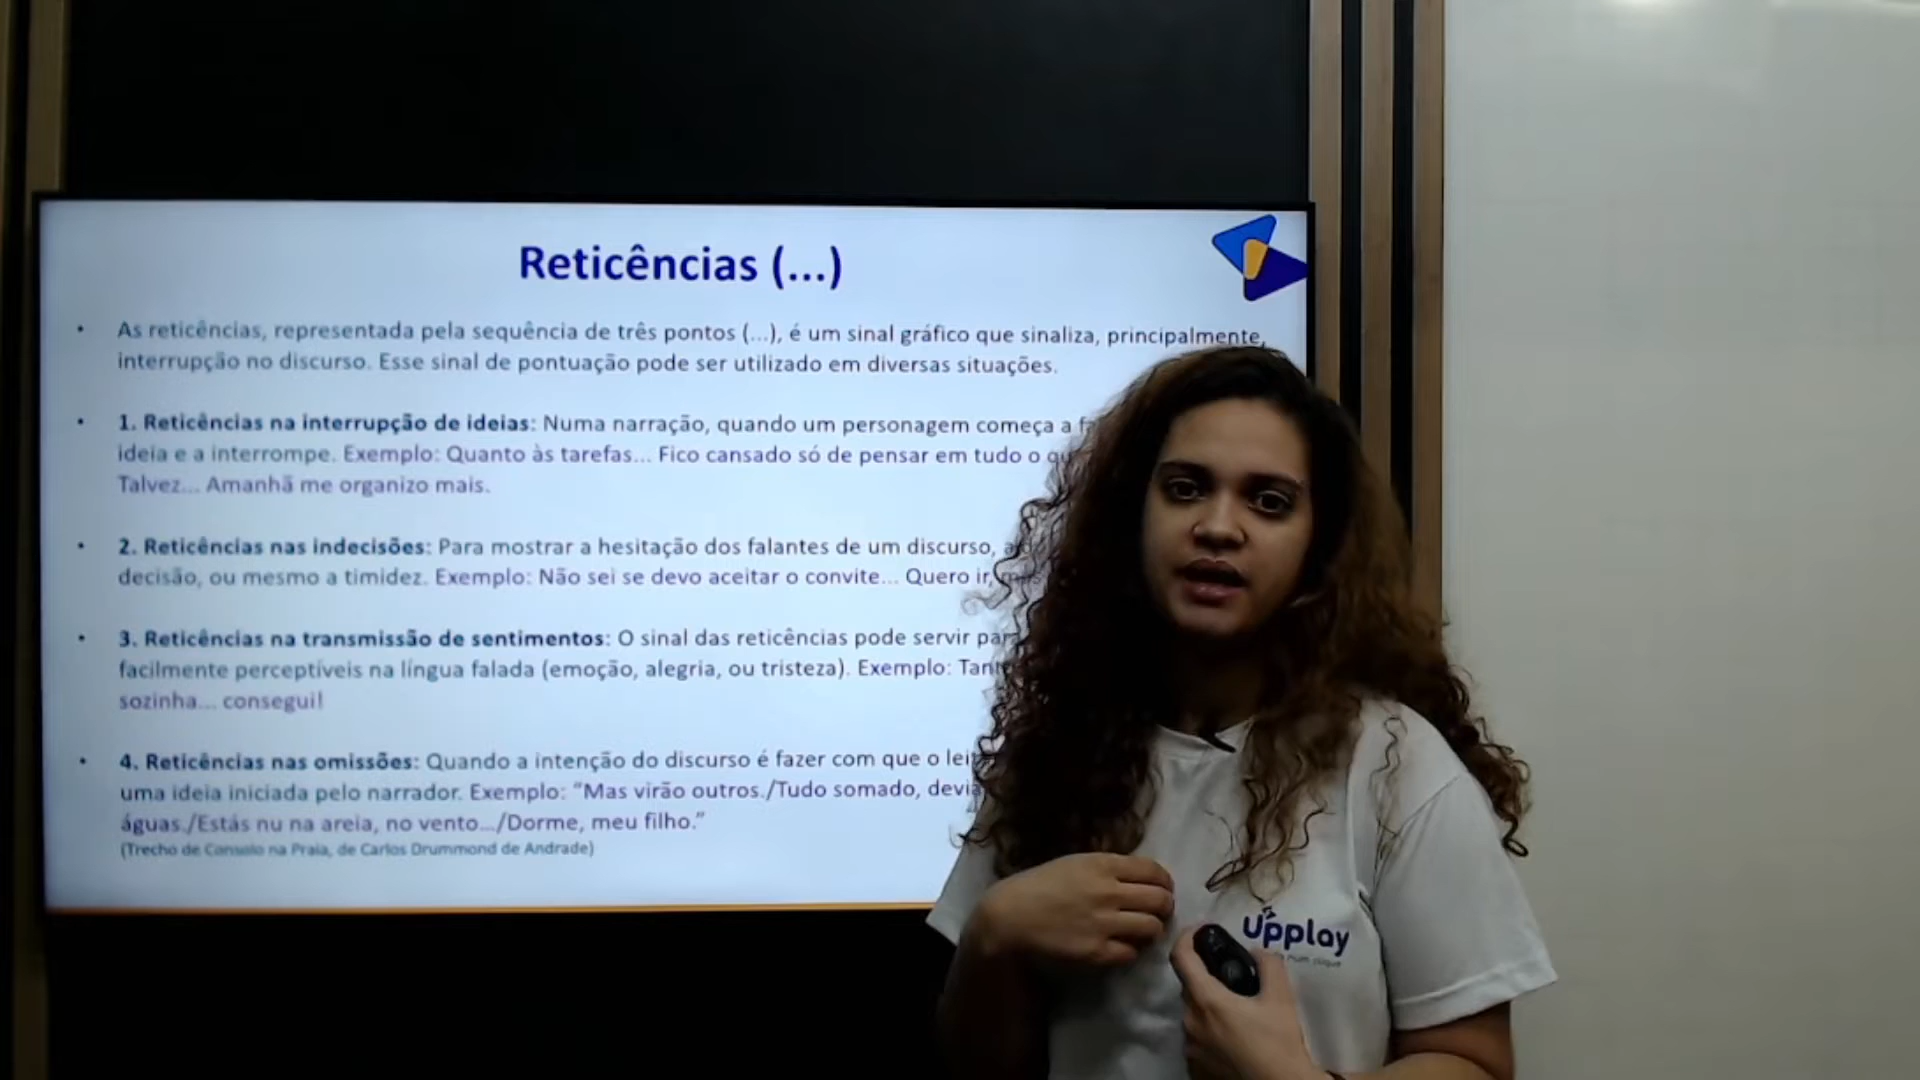 Reticências (...)
• As reticências, representada pela sequência de três pontos (...), é um sinal gráfico que sinaliza, principalmente,
interrupção no discurso. Esse sinal de pontuação pode ser utilizado em diversas situações.
• 1. Reticências na interrupção de ideias: Numa narração, quando um personagem começa a
ideia e a interrompe. Exemplo: Quanto às tarefas... Fico cansado só de pensar em tudo o
Talvez... Amanhã me organizo mais.
• 2. Reticências nas indecisões: Para mostrar a hesitação dos falantes de um discurso,
decisão, ou mesmo a timidez. Exemplo: Não sei se devo aceitar o convite... Quero ir, mas
• 3. Reticências na transmissão de sentimentos: O sinal das reticências pode servir
facilmente perceptíveis na língua falada (emoção, alegria, ou tristeza). Exemplo:
sozinha... consegui!
• 4. Reticências nas omissões: Quando a intenção do discurso é fazer com que o
uma ideia iniciada pelo narrador. Exemplo: “Mas virão outros./Tudo somado,
águas./Estás nu na areia, no vento.../Dorme, meu filho.”
(Trecho de Consolo na Praia, de Carlos Drummond de Andrade)
Upplay
num clique